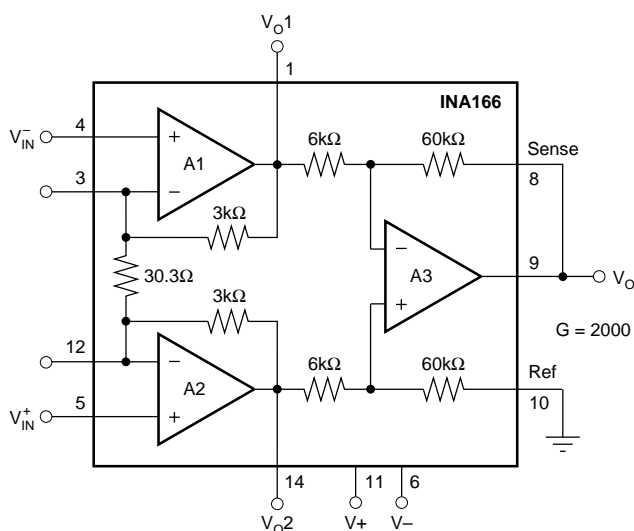 V_O1
1
INA166
V_IN^−
4
+
A1
−
3
6kΩ
60kΩ
Sense
8
3kΩ
30.3Ω
−
A3
+
9
V_O
G = 2000
3kΩ
12
−
A2
+
V_IN^+
5
6kΩ
60kΩ
Ref
10
14
11
6
V_O2
V+
V–